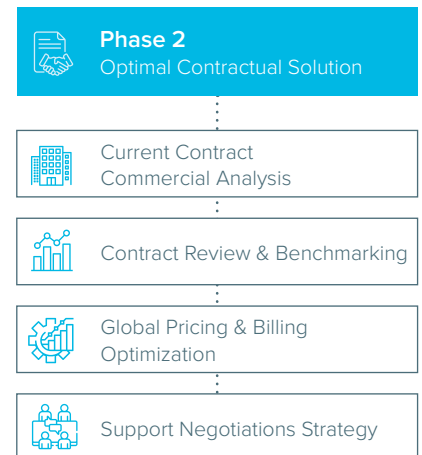 Phase 2
Optimal Contractual Solution
Current Contract
Commercial Analysis
Contract Review & Benchmarking
Global Pricing & Billing
Optimization
Support Negotiations Strategy